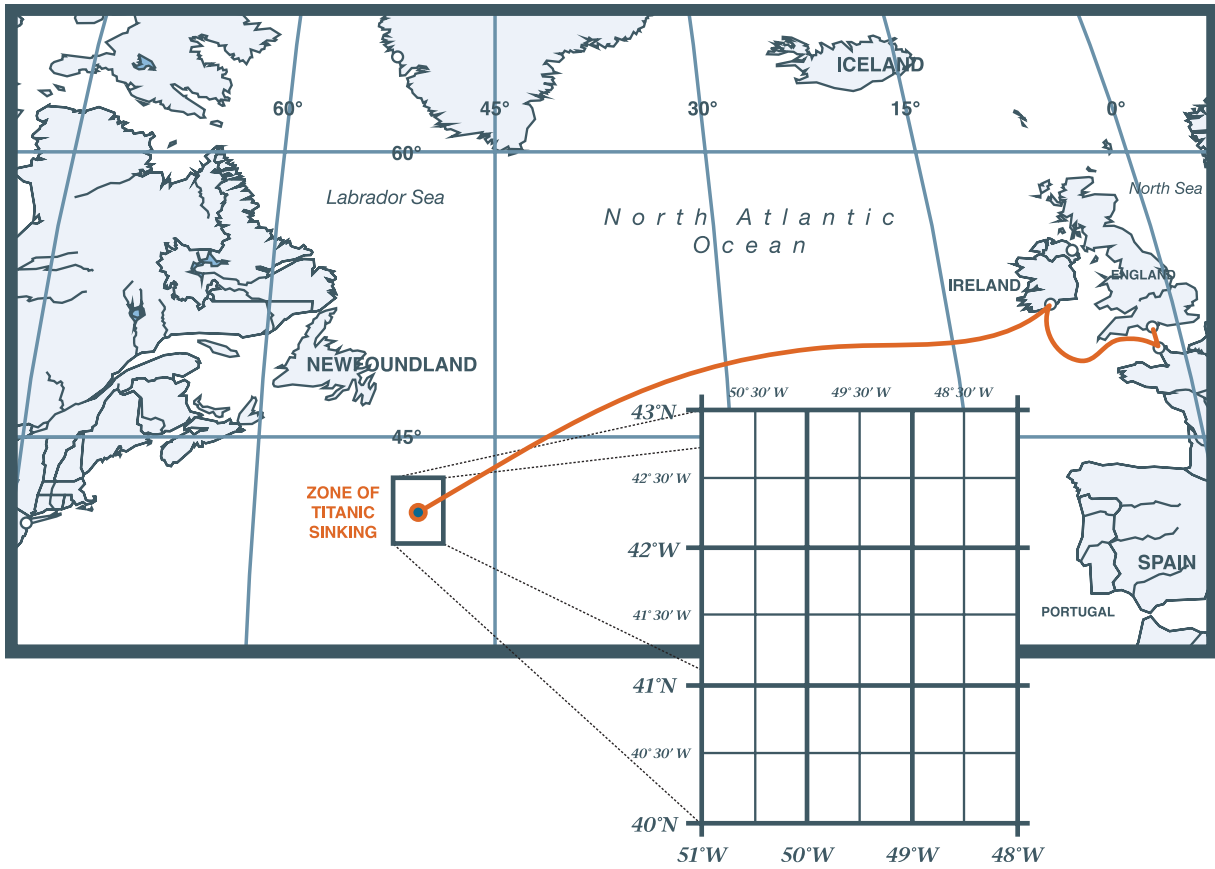 ICELAND
60°
45°
30°
15°
0°
60°
Labrador Sea
North Sea
North Atlantic
Ocean
ENGLAND
IRELAND
NEWFOUNDLAND
50°30'W
49°30'W
48°30'W
43°N
45°
42°30'W
ZONE OF
TITANIC
SINKING
42°W
SPAIN
41°30'W
PORTUGAL
41°N
40°30'W
40°N
51°W
50°W
49°W
48°W